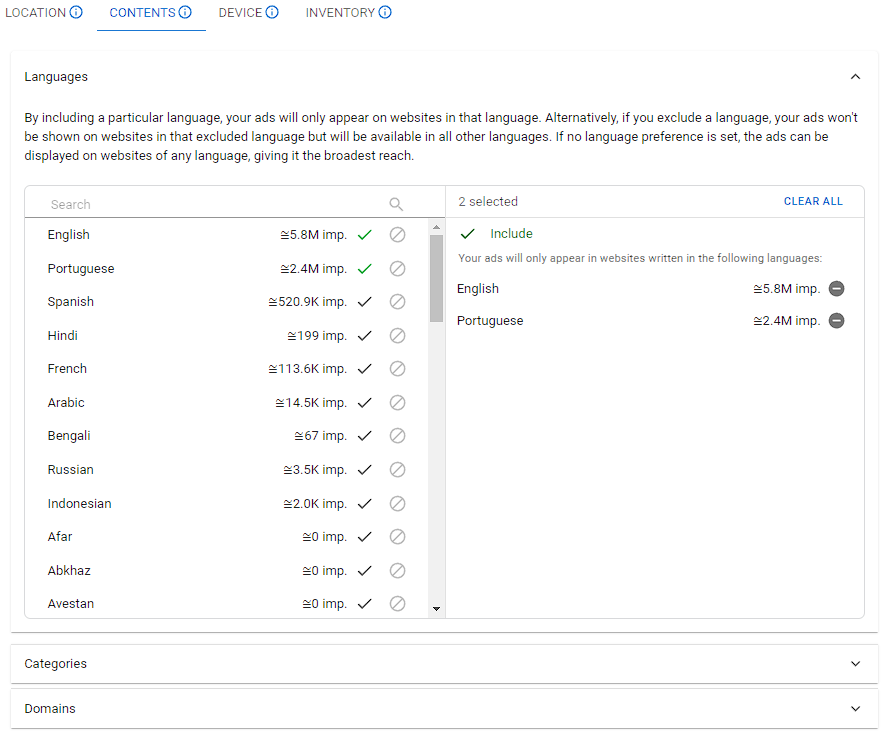 LOCATION CONTENTS DEVICE INVENTORY
Languages
By including a particular language, your ads will only appear on websites in that language. Alternatively, if you exclude a language, your ads won't
be shown on websites in that excluded language but will be available in all other languages. If no language preference is set, the ads can be
displayed on websites of any language, giving it the broadest reach.
Search
English ≅5.8M imp.
Portuguese ≅2.4M imp.
Spanish ≅520.9K imp.
Hindi ≅199 imp.
French ≅113.6K imp.
Arabic ≅14.5K imp.
Bengali ≅67 imp.
Russian ≅3.5K imp.
Indonesian ≅2.0K imp.
Afar ≅0 imp.
Abkhaz ≅0 imp.
Avestan ≅0 imp.
2 selected CLEAR ALL
Include
Your ads will only appear in websites written in the following languages:
English ≅5.8M imp.
Portuguese ≅2.4M imp.
Categories
Domains